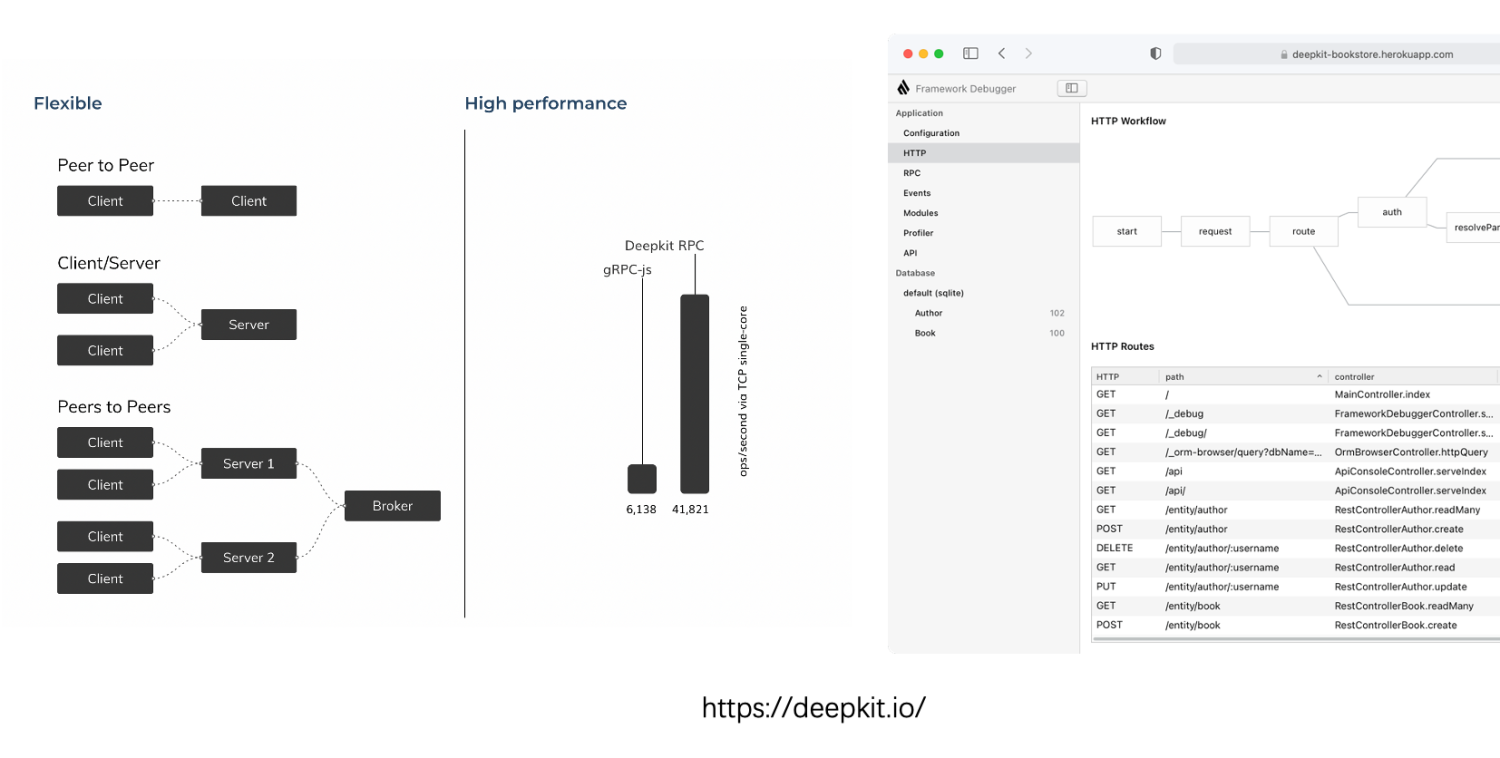 Flexible
Peer to Peer
Client
Client
Client/Server
Client
Server
Client
Peers to Peers
Client
Server 1
Client
Broker
Client
Server 2
Client
High performance
Deepkit RPC
gRPC-js
ops/second via TCP single-core
6,138 41,821
deepkit-bookstore.herokuapp.com
Framework Debugger
Application
Configuration
HTTP
RPC
Events
Modules
Profiler
API
Database
default (sqlite)
Author 102
Book 100
HTTP Workflow
start
request
route
auth
resolvePar
HTTP Routes
HTTP path controller
GET / MainController.index
GET /_debug FrameworkDebuggerController.s...
GET /_debug/ FrameworkDebuggerController.s...
GET /_orm-browser/query?dbName=... OrmBrowserController.httpQuery
GET /api ApiConsoleController.serveIndex
GET /api/ ApiConsoleController.serveIndex
GET /entity/author RestControllerAuthor.readMany
POST /entity/author RestControllerAuthor.create
DELETE /entity/author/:username RestControllerAuthor.delete
GET /entity/author/:username RestControllerAuthor.read
PUT /entity/author/:username RestControllerAuthor.update
GET /entity/book RestControllerBook.readMany
POST /entity/book RestControllerBook.create
https://deepkit.io/